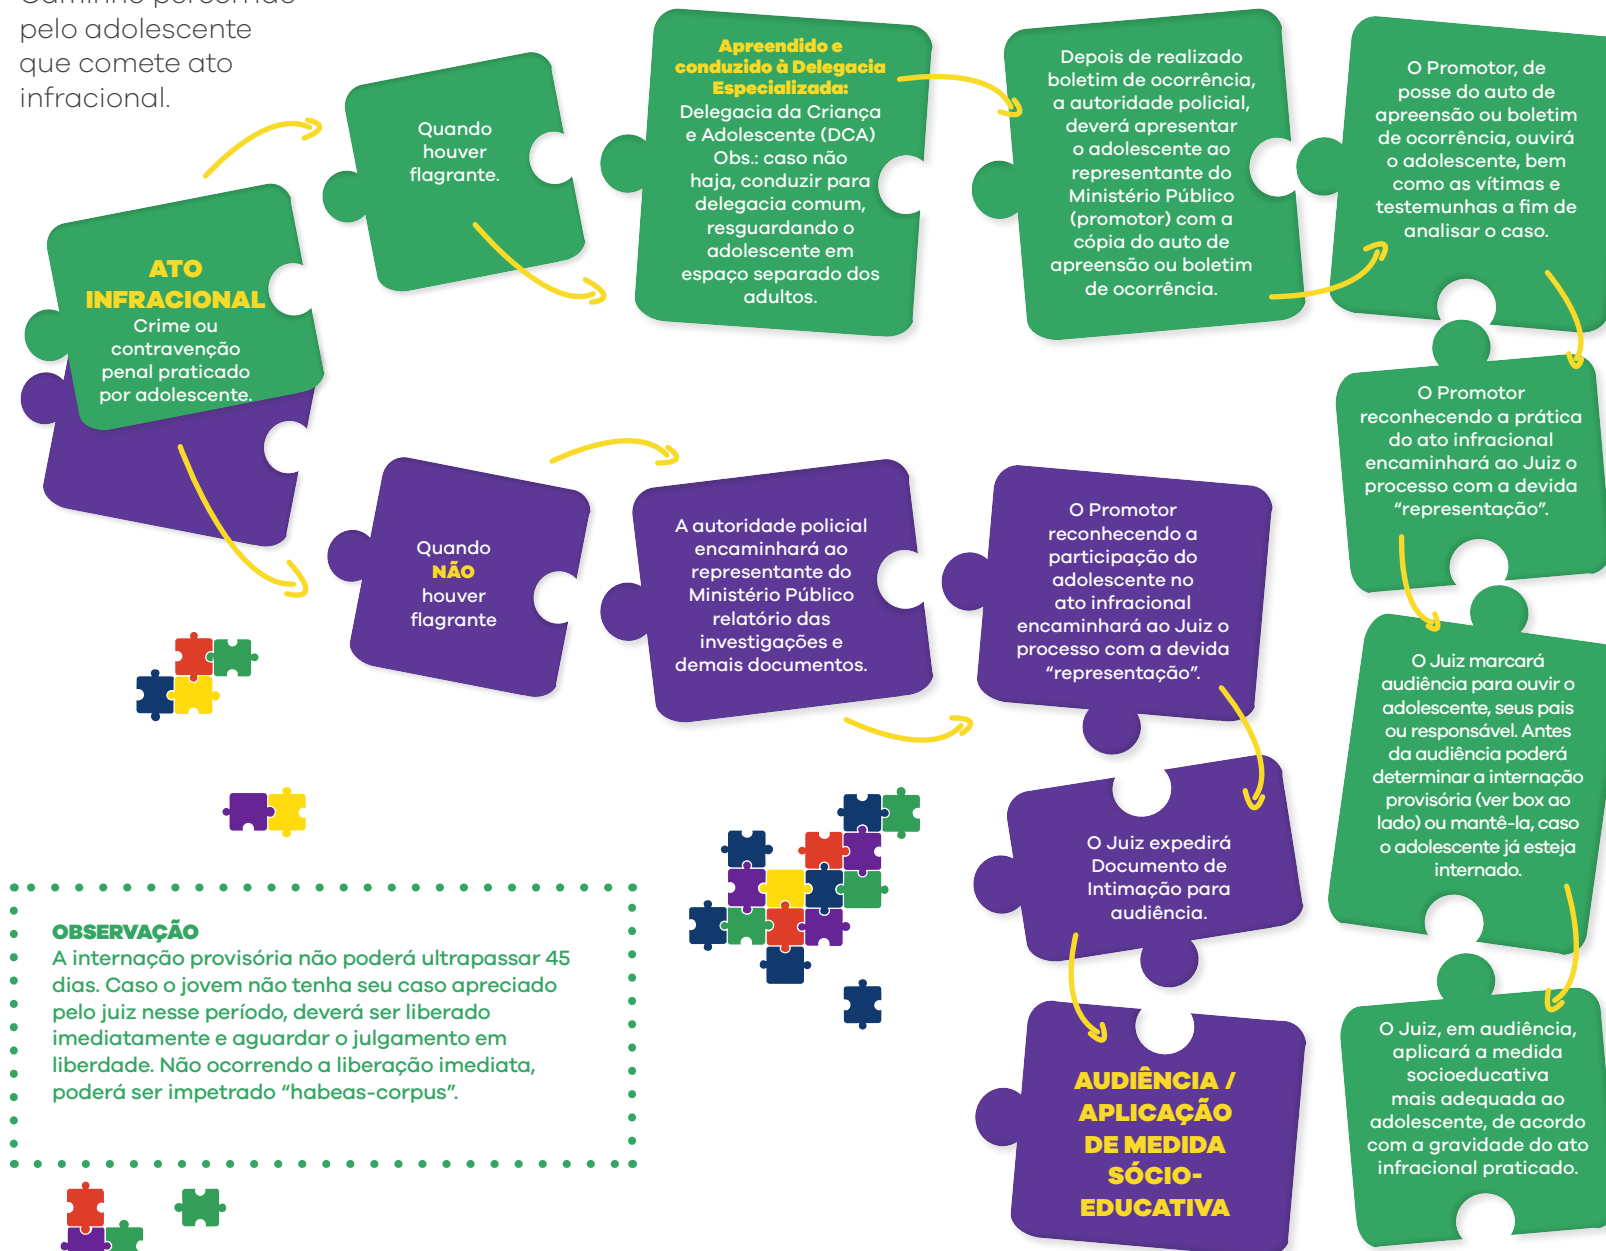 pelo adolescente
que comete ato
infracional.
ATO
INFRACIONAL
Crime ou
contravenção
penal praticado
por adolescente.
Quando
houver
flagrante.
Apreendido e
conduzido à Delegacia
Especializada:
Delegacia da Criança
e Adolescente (DCA)
Obs.: caso não
haja, conduzir para
delegacia comum,
resguardando o
adolescente em
espaço separado dos
adultos.
Depois de realizado
boletim de ocorrência,
a autoridade policial,
deverá apresentar
o adolescente ao
representante do
Ministério Público
(promotor) com a
cópia do auto de
apreensão ou boletim
de ocorrência.
O Promotor, de
posse do auto de
apreensão ou boletim
de ocorrência, ouvirá
o adolescente, bem
como as vítimas e
testemunhas a fim de
analisar o caso.
O Promotor
reconhecendo a prática
do ato infracional
encaminhará ao Juiz o
processo com a devida
“representação”.
O Juiz marcará
audiência para ouvir o
adolescente, seus pais
ou responsável. Antes
da audiência poderá
determinar a internação
provisória (ver box ao
lado) ou mantê-la, caso
o adolescente já esteja
internado.
O Juiz, em audiência,
aplicará a medida
socioeducativa
mais adequada ao
adolescente, de acordo
com a gravidade do ato
infracional praticado.
Quando
NÃO
houver
flagrante
A autoridade policial
encaminhará ao
representante do
Ministério Público
relatório das
investigações e
demais documentos.
O Promotor
reconhecendo a
participação do
adolescente no
ato infracional
encaminhará ao Juiz o
processo com a devida
“representação”.
O Juiz expedirá
Documento de
Intimação para
audiência.
AUDIÊNCIA /
APLICAÇÃO
DE MEDIDA
SÓCIO-
EDUCATIVA
OBSERVAÇÃO
A internação provisória não poderá ultrapassar 45
dias. Caso o jovem não tenha seu caso apreciado
pelo juiz nesse período, deverá ser liberado
imediatamente e aguardar o julgamento em
liberdade. Não ocorrendo a liberação imediata,
poderá ser impetrado “habeas-corpus”.